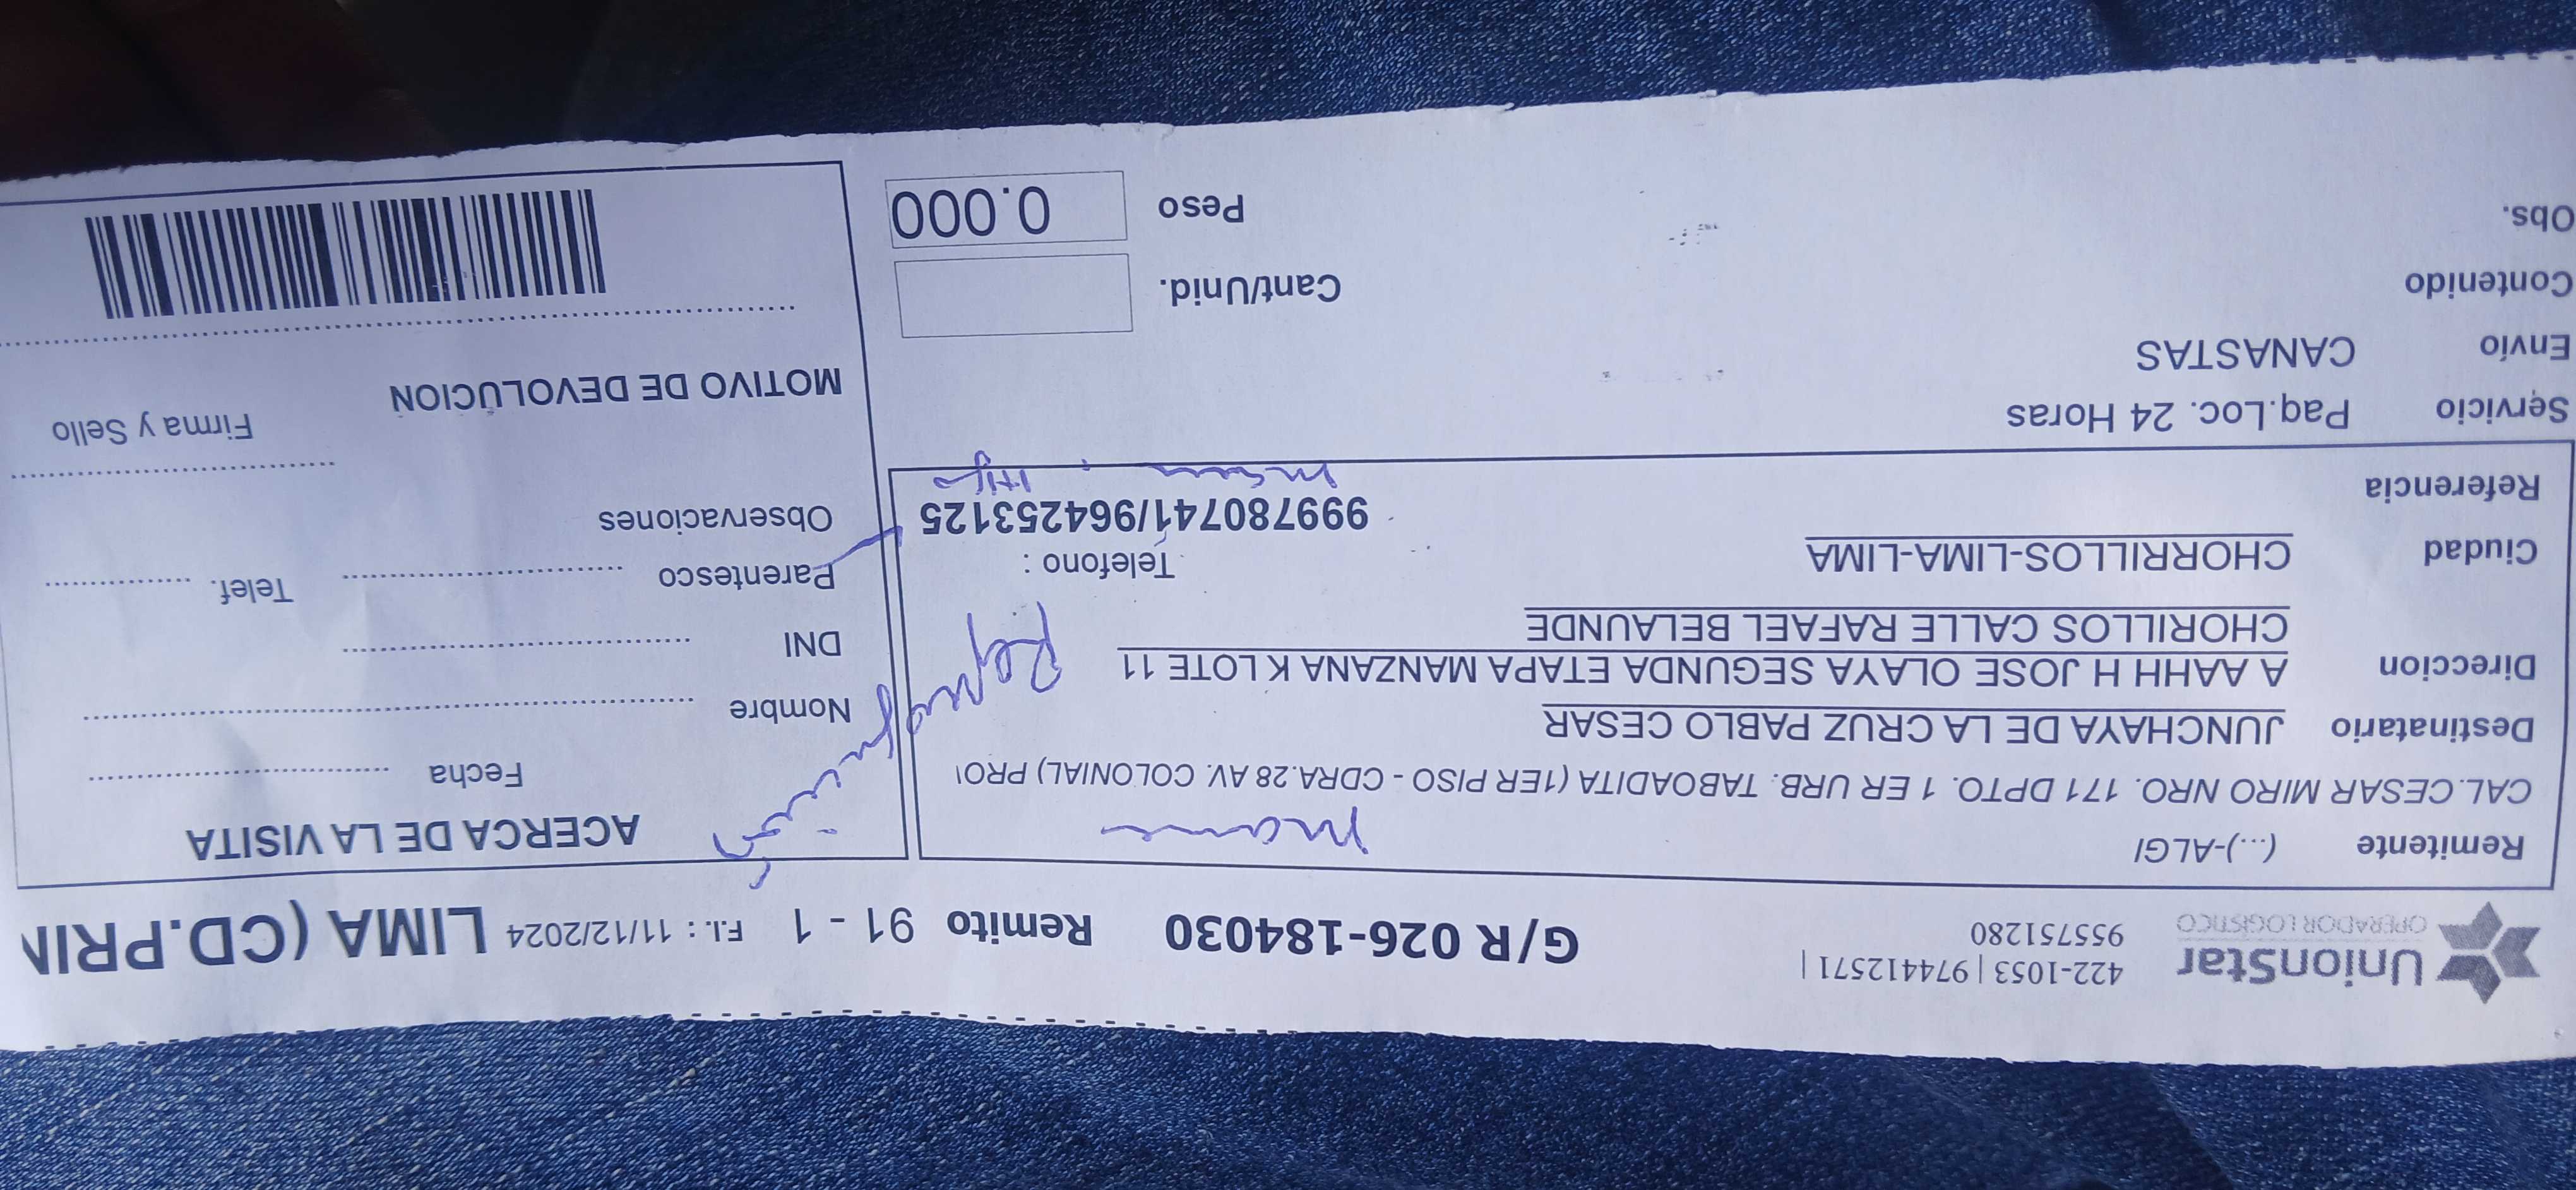 UnionStar
OPERADOR LOGISTICO
422-1053 | 974412571 |
955751280
G/R 026-184030 Remito 91 - 1 F.I. : 11/12/2024 LIMA (CD.PRIN
Remitente (...)-ALGI
CAL.CESAR MIRO NRO. 171 DPTO. 1 ER URB. TABOADITA (1ER PISO - CDRA.28 AV. COLONIAL) PRO
Destinatario JUNCHAYA DE LA CRUZ PABLO CESAR
Direccion A AAHH H JOSE OLAYA SEGUNDA ETAPA MANZANA K LOTE 11
CHORILLOS CALLE RAFAEL BELAUNDE
Ciudad CHORRILLOS-LIMA-LIMA
Telefono :
999780741/964253125
Referencia
Servicio Paq.Loc. 24 Horas
Envío CANASTAS
Contenido
Obs.
Cant/Unid.
Peso 0.000
ACERCA DE LA VISITA
Fecha
Nombre
DNI
Parentesco Telef.
Observaciones
Firma y Sello
MOTIVO DE DEVOLUCION